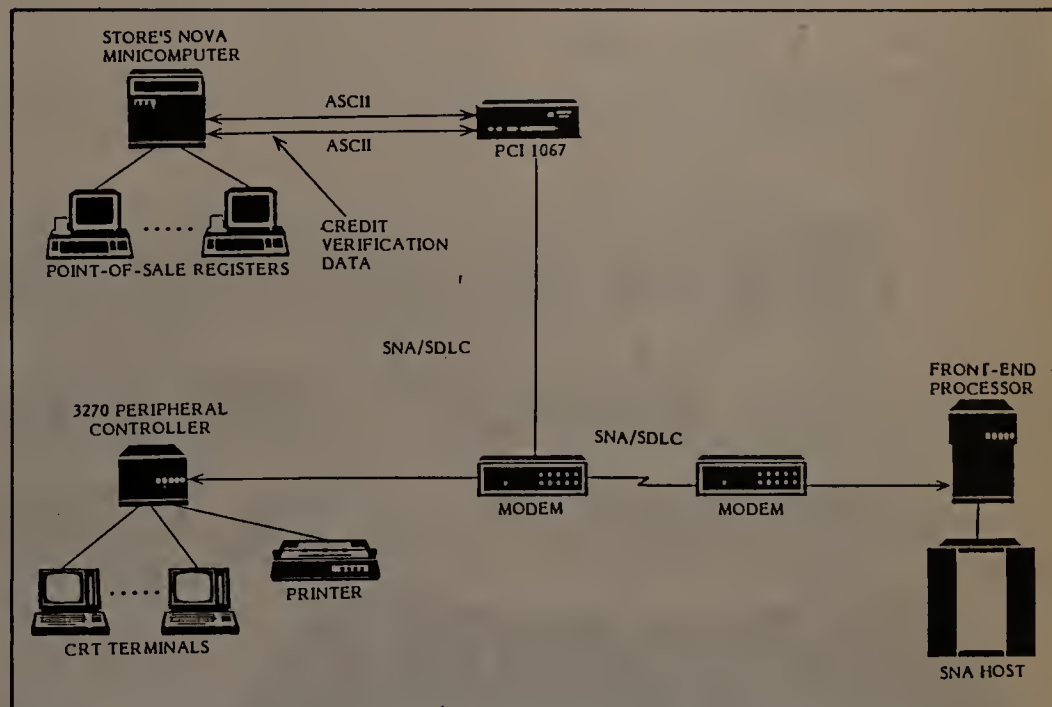 STORE'S NOVA
MINICOMPUTER
ASCII
ASCII
PCI 1067
CREDIT
VERIFICATION
DATA
POINT-OF-SALE REGISTERS
SNA/SDLC
FRONT-END
PROCESSOR
3270 PERIPHERAL
CONTROLLER
SNA/SDLC
MODEM
MODEM
PRINTER
CRT TERMINALS
SNA HOST